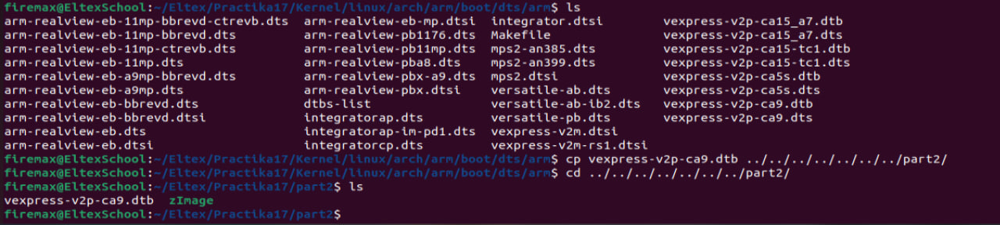 firemax@EltexSchool:~/Eltex/Practika17/Kernel/linux/arch/arm/boot/dts/arm$ ls
arm-realview-eb-11mp-bbrevd-ctrevb.dts  arm-realview-eb-mp.dtsi  integrator.dtsi  vexpress-v2p-ca15_a7.dtb
arm-realview-eb-11mp-bbrevd.dts  arm-realview-pb1176.dts  Makefile  vexpress-v2p-ca15_a7.dts
arm-realview-eb-11mp-ctrevb.dts  arm-realview-pb11mp.dts  mps2-an385.dts  vexpress-v2p-ca15-tc1.dtb
arm-realview-eb-11mp.dts  arm-realview-pba8.dts  mps2-an399.dts  vexpress-v2p-ca15-tc1.dts
arm-realview-eb-a9mp-bbrevd.dts  arm-realview-pbx-a9.dts  mps2.dtsi  vexpress-v2p-ca5s.dtb
arm-realview-eb-a9mp.dts  arm-realview-pbx.dtsi  versatile-ab.dts  vexpress-v2p-ca5s.dts
arm-realview-eb-bbrevd.dts  dtbs-list  versatile-ab-ib2.dts  vexpress-v2p-ca9.dtb
arm-realview-eb-bbrevd.dtsi  integratorap.dts  versatile-pb.dts  vexpress-v2p-ca9.dts
arm-realview-eb.dts  integratorap-im-pd1.dts  vexpress-v2m.dtsi
arm-realview-eb.dtsi  integratorcp.dts  vexpress-v2m-rs1.dtsi
firemax@EltexSchool:~/Eltex/Practika17/Kernel/linux/arch/arm/boot/dts/arm$ cp vexpress-v2p-ca9.dtb ../../../../../../../part2/
firemax@EltexSchool:~/Eltex/Practika17/Kernel/linux/arch/arm/boot/dts/arm$ cd ../../../../../../../part2/
firemax@EltexSchool:~/Eltex/Practika17/part2$ ls
vexpress-v2p-ca9.dtb  zImage
firemax@EltexSchool:~/Eltex/Practika17/part2$